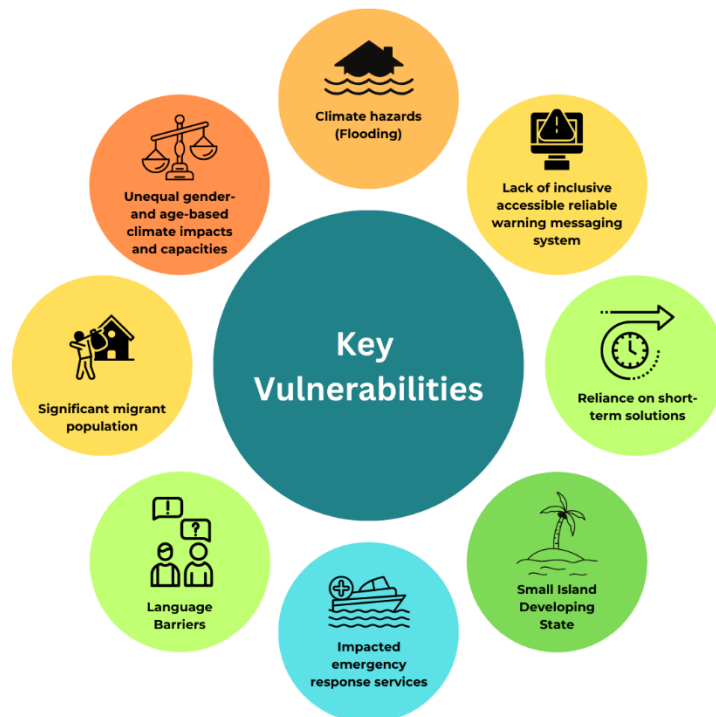 Key
Vulnerabilities
Climate hazards
(Flooding)
Lack of inclusive
accessible reliable
warning messaging
system
Reliance on short-
term solutions
Small Island
Developing
State
Impacted
emergency
response services
Language
Barriers
Significant migrant
population
Unequal gender-
and age-based
climate impacts
and capacities